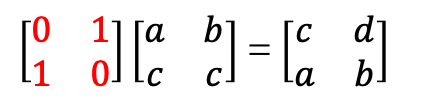 [0 1; 1 0] [a b; c c] = [c d; a b]